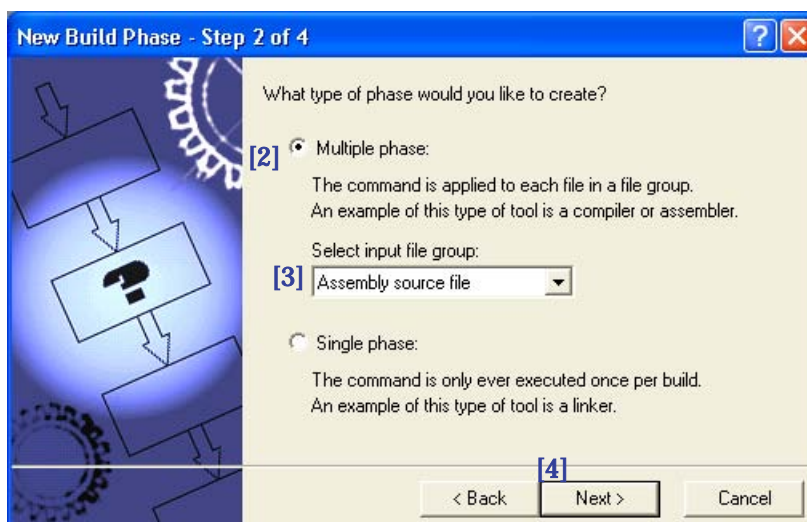 New Build Phase - Step 2 of 4
What type of phase would you like to create?
[2] Multiple phase:
The command is applied to each file in a file group.
An example of this type of tool is a compiler or assembler.
Select input file group:
[3] Assembly source file
Single phase:
The command is only ever executed once per build.
An example of this type of tool is a linker.
[4]
< Back Next > Cancel